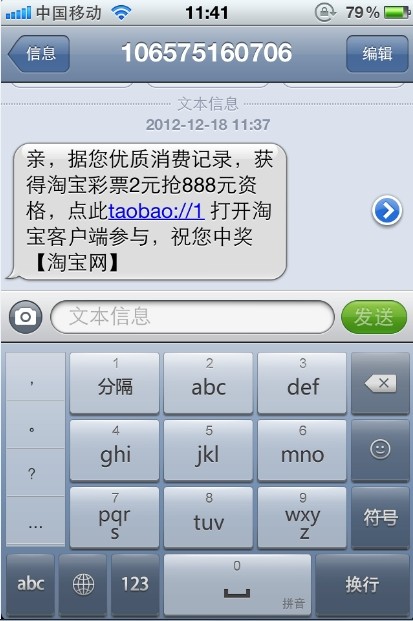 中国移动 11:41 79%
信息 106575160706 编辑
文本信息
2012-12-18 11:37
亲，据您优质消费记录，获
得淘宝彩票2元抢888元资
格，点此taobao://1 打开淘
宝客户端参与，祝您中奖
【淘宝网】
文本信息 发送
， 1 分隔 2 abc 3 def
。 4 ghi 5 jkl 6 mno
? 7 pqrs 8 tuv 9 wxyz 符号
…
abc 123 0 拼音 换行